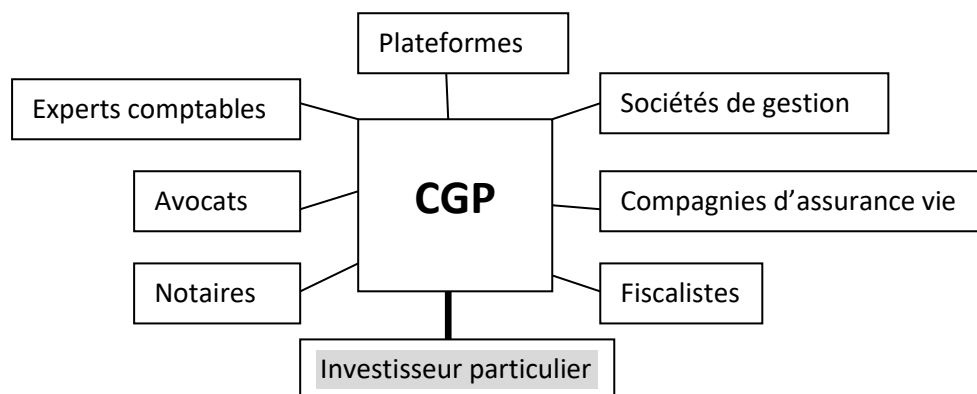 Plateformes
Experts comptables
Sociétés de gestion
CGP
Avocats
Compagnies d’assurance vie
Notaires
Fiscalistes
Investisseur particulier